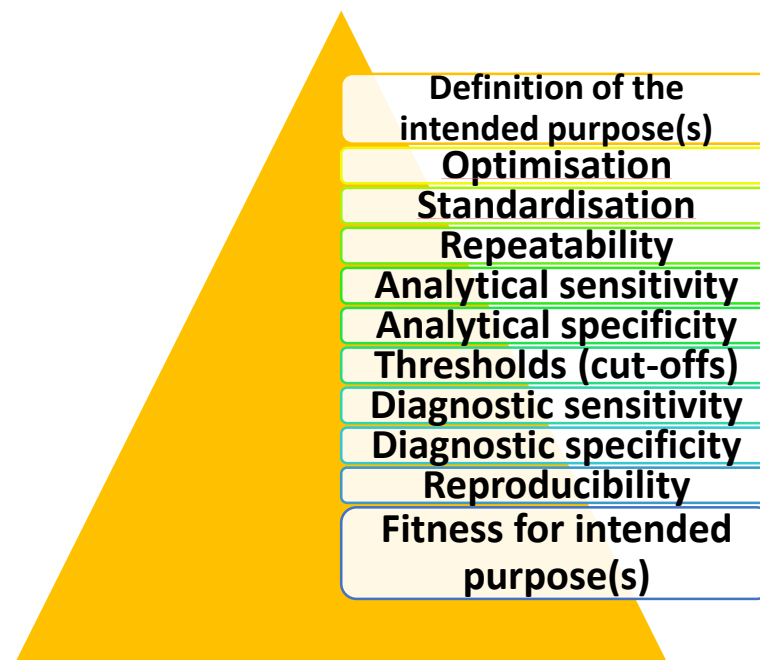 Definition of the
intended purpose(s)
Optimisation
Standardisation
Repeatability
Analytical sensitivity
Analytical specificity
Thresholds (cut-offs)
Diagnostic sensitivity
Diagnostic specificity
Reproducibility
Fitness for intended
purpose(s)